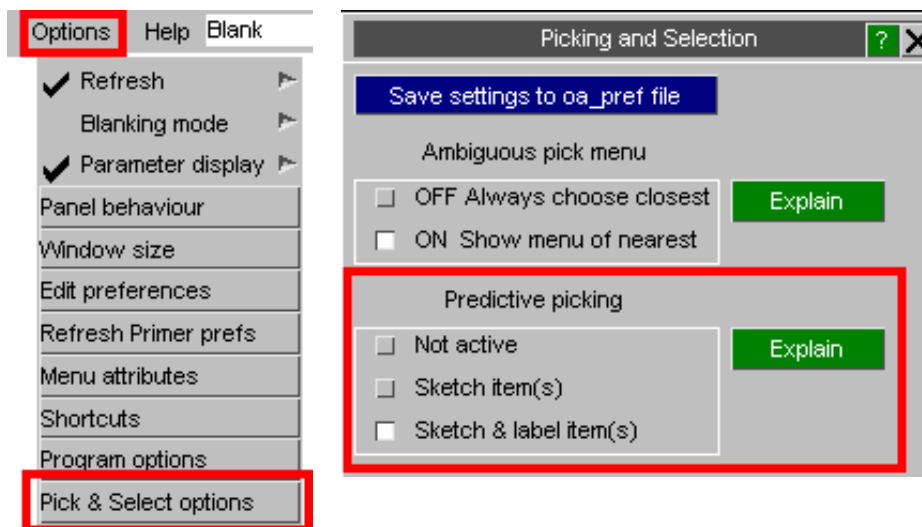 Options Help Blank
Refresh
Blanking mode
Parameter display
Panel behaviour
Window size
Edit preferences
Refresh Primer prefs
Menu attributes
Shortcuts
Program options
Pick & Select options
Picking and Selection ? X
Save settings to oa_pref file
Ambiguous pick menu
OFF Always choose closest
Explain
ON Show menu of nearest
Predictive picking
Not active
Explain
Sketch item(s)
Sketch & label item(s)